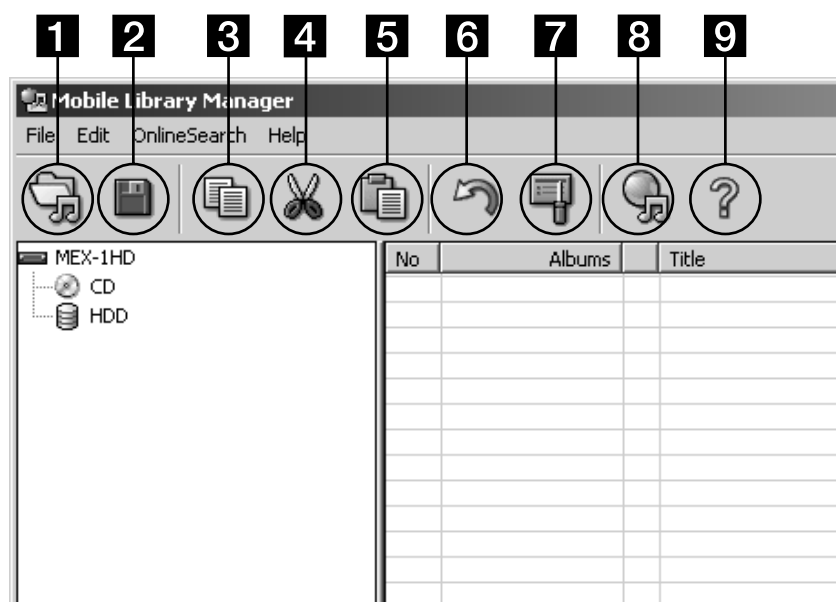 1 2 3 4 5 6 7 8 9
Mobile Library Manager
File Edit OnlineSearch Help
MEX-1HD
CD
HDD
No Albums Title